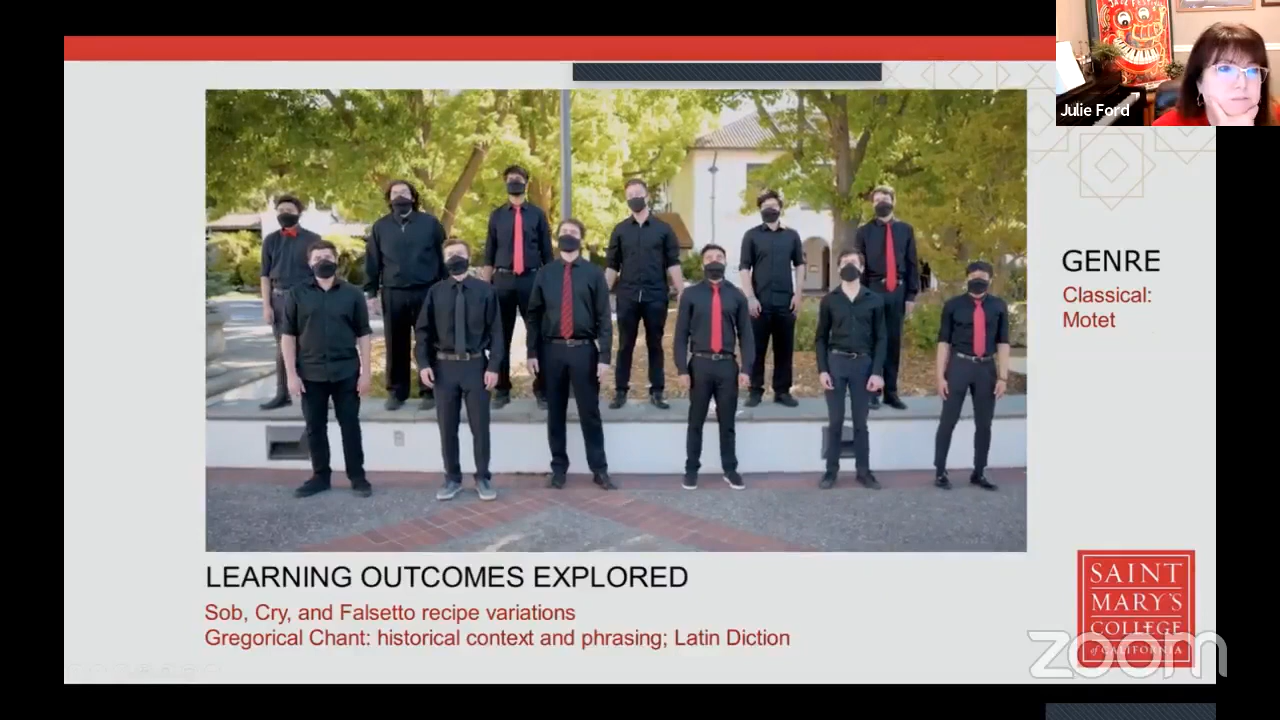 Julie Ford
GENRE
Classical:
Motet
LEARNING OUTCOMES EXPLORED
Sob, Cry, and Falsetto recipe variations
Gregorical Chant: historical context and phrasing; Latin Diction
SAINT
MARY'S
COLLEGE
of CALIFORNIA
zoom